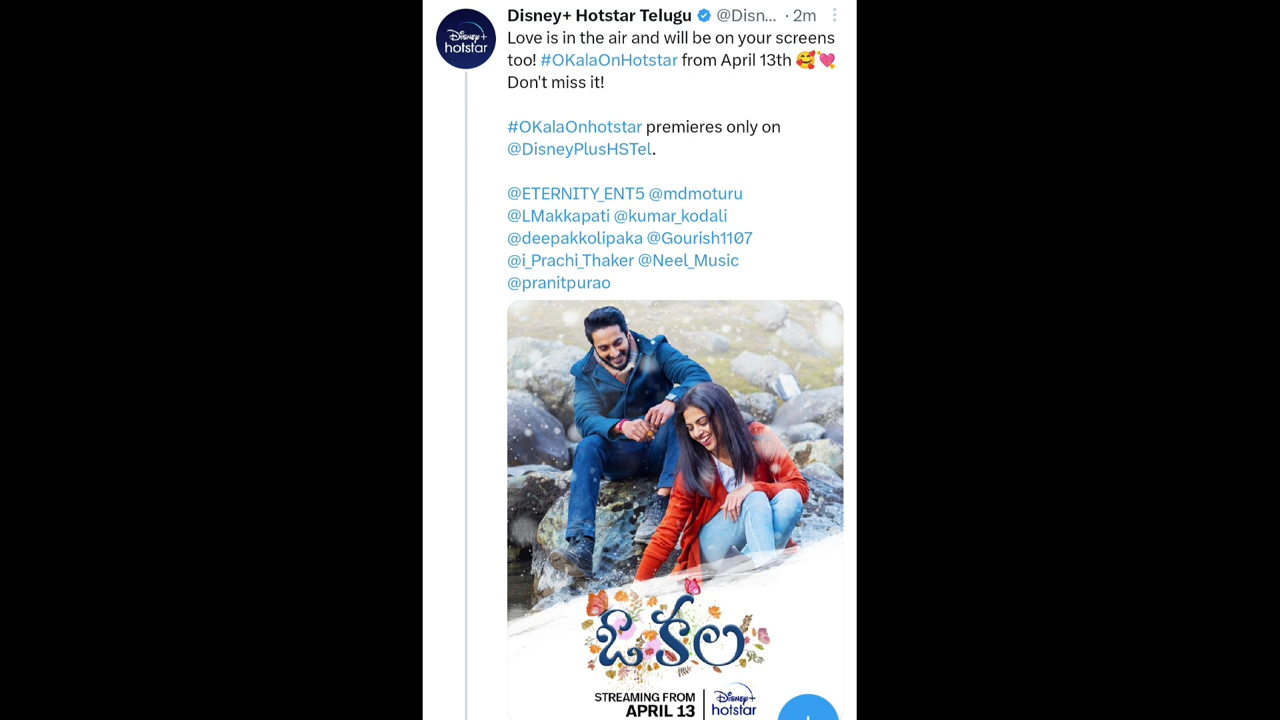 Disney+ hotstar
Disney+ Hotstar Telugu @Disn... · 2m
Love is in the air and will be on your screens
too! #OKalaOnHotstar from April 13th 🥰💘
Don't miss it!
#OKalaOnhotstar premieres only on
@DisneyPlusHSTel.
@ETERNITY_ENT5 @mdmoturu
@LMakkapati @kumar_kodali
@deepakkolipaka @Gourish1107
@i_Prachi_Thaker @Neel_Music
@pranitpurao
ఓ కల
STREAMING FROM
APRIL 13
Disney+
hotstar